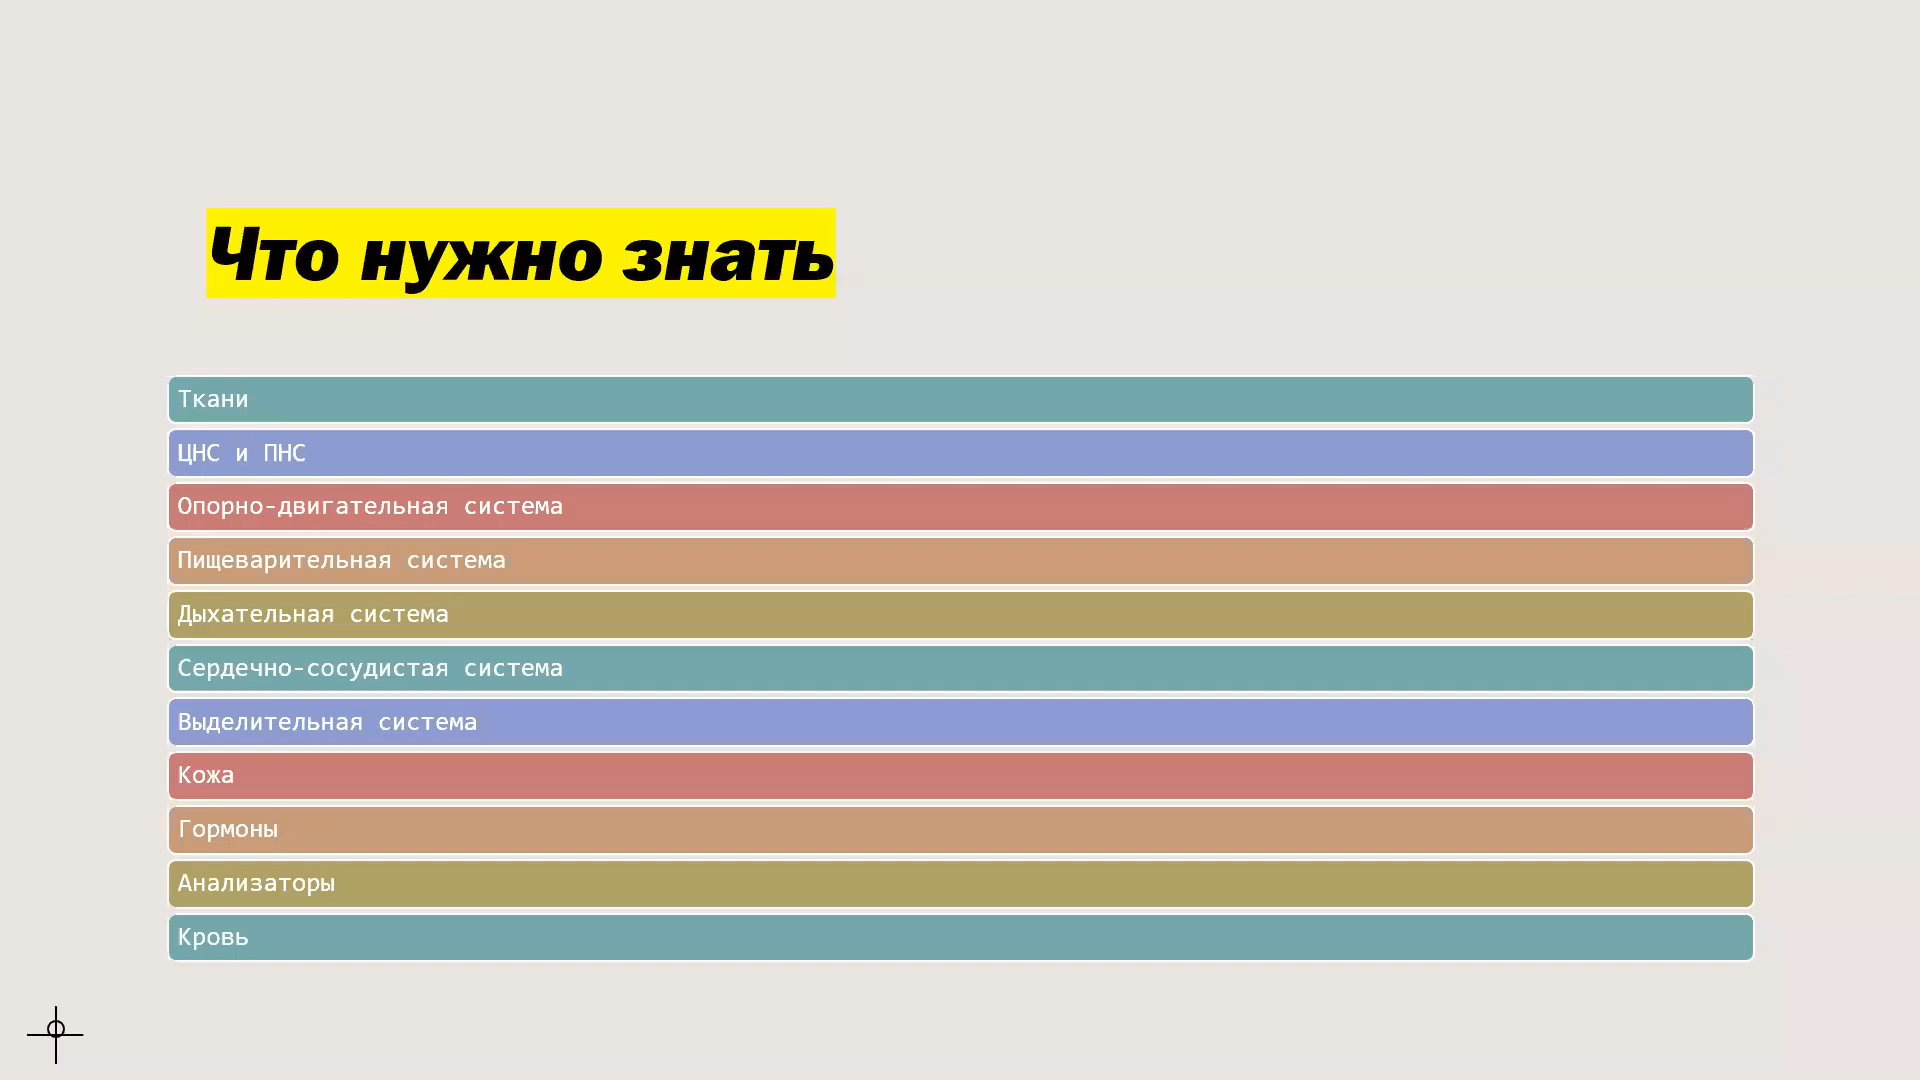 Что нужно знать
Ткани
ЦНС и ПНС
Опорно-двигательная система
Пищеварительная система
Дыхательная система
Сердечно-сосудистая система
Выделительная система
Кожа
Гормоны
Анализаторы
Кровь